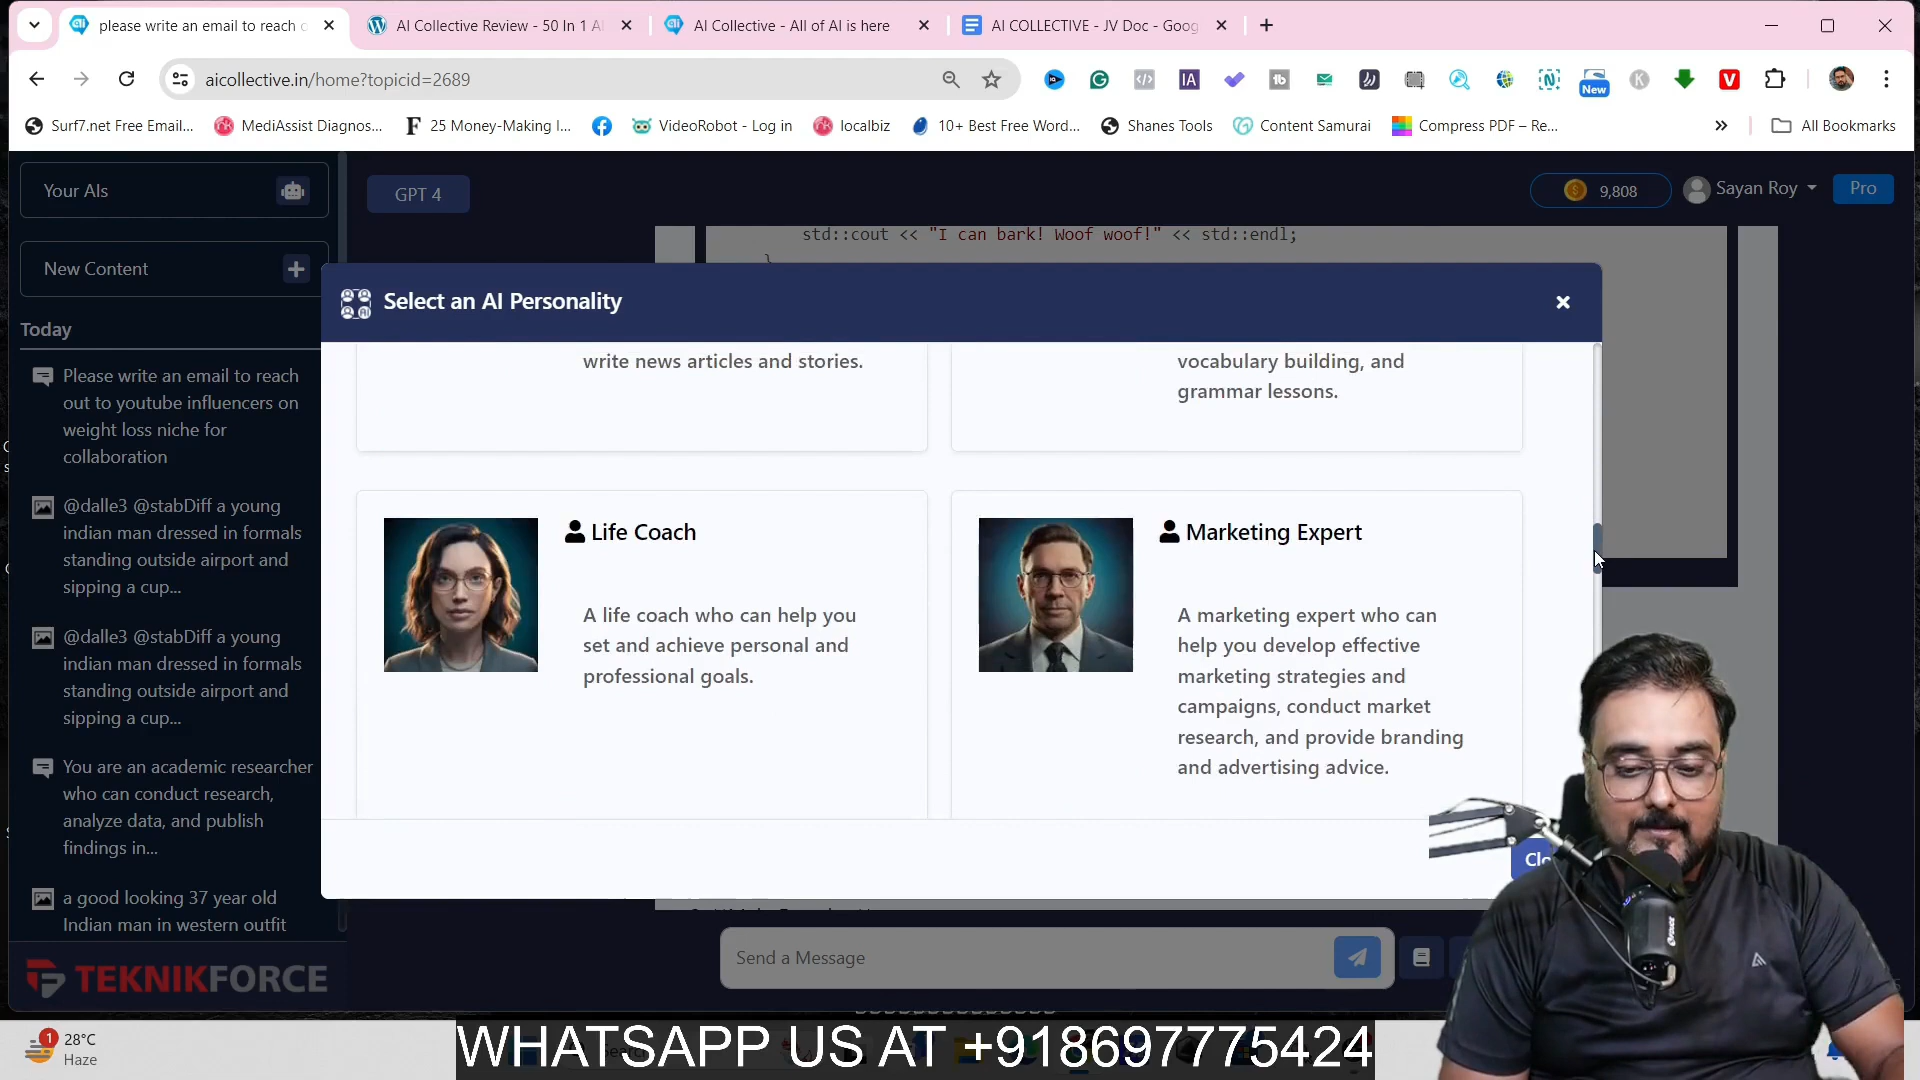 please write an email to reach
AI Collective Review - 50 In 1 A
AI Collective - All of AI is here
AI COLLECTIVE - JV Doc - Goog
aicollective.in/home?topicid=2689
New
Surf7.net Free Email...
MediAssist Diagnos...
25 Money-Making I...
VideoRobot - Log in
localbiz
10+ Best Free Word...
Shanes Tools
Content Samurai
Compress PDF – Re...
All Bookmarks
Your AIs
GPT 4
9,808
Sayan Roy
Pro
std::cout << "I can bark! Woof woof!" << std::endl;
}
New Content
Today
Please write an email to reach
out to youtube influencers on
weight loss niche for
collaboration
@dalle3 @stabDiff a young
indian man dressed in formals
standing outside airport and
sipping a cup...
@dalle3 @stabDiff a young
indian man dressed in formals
standing outside airport and
sipping a cup...
You are an academic researcher
who can conduct research,
analyze data, and publish
findings in...
a good looking 37 year old
Indian man in western outfit
TEKNIKFORCE
Select an AI Personality
write news articles and stories.
vocabulary building, and
grammar lessons.
Life Coach
A life coach who can help you
set and achieve personal and
professional goals.
Marketing Expert
A marketing expert who can
help you develop effective
marketing strategies and
campaigns, conduct market
research, and provide branding
and advertising advice.
Clo
Send a Message
1
28°C
Haze
WHATSAPP US AT +918697775424